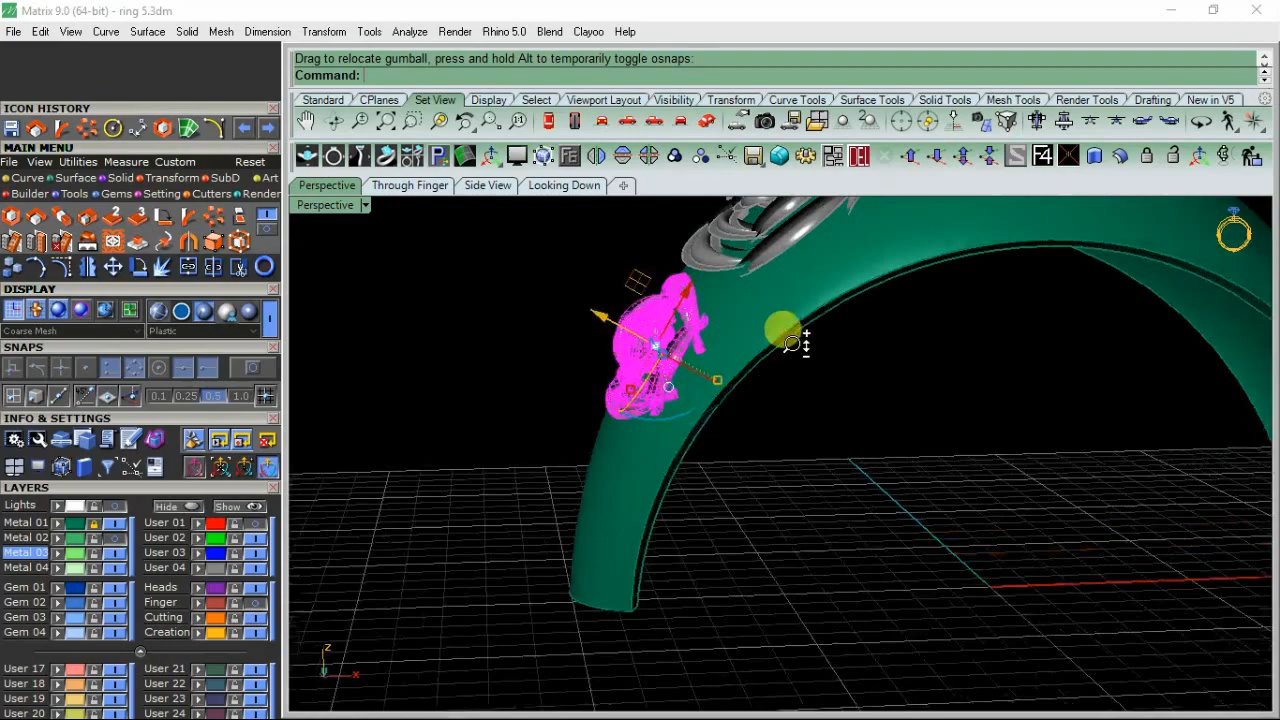 Matrix 9.0 (64-bit) - ring 5.3dm
File Edit View Curve Surface Solid Mesh Dimension Transform Tools Analyze Render Rhino 5.0 Blend Clayoo Help
Drag to relocate gumball, press and hold Alt to temporarily toggle osnaps:
Command:
Standard CPlanes Set View Display Select Viewport Layout Visibility Transform Curve Tools Surface Tools Solid Tools Mesh Tools Render Tools Drafting New in V5
ICON HISTORY
MAIN MENU
File View Utilities Measure Custom Reset
Curve Surface Solid Transform SubD Art
Builder Tools Gems Setting Cutters Render
FE F4
Perspective Through Finger Side View Looking Down
Perspective
DISPLAY
Coarse Mesh Plastic
SNAPS
0.1 0.25 0.5 1.0
INFO & SETTINGS
LAYERS
Lights Hide Show
Metal 01 User 01
Metal 02 User 02
Metal 03 User 03
Metal 04 User 04
Gem 01 Heads
Gem 02 Finger
Gem 03 Cutting
Gem 04 Creation
User 17 User 21
User 18 User 22
User 19 User 23
User 20 User 24
z
x